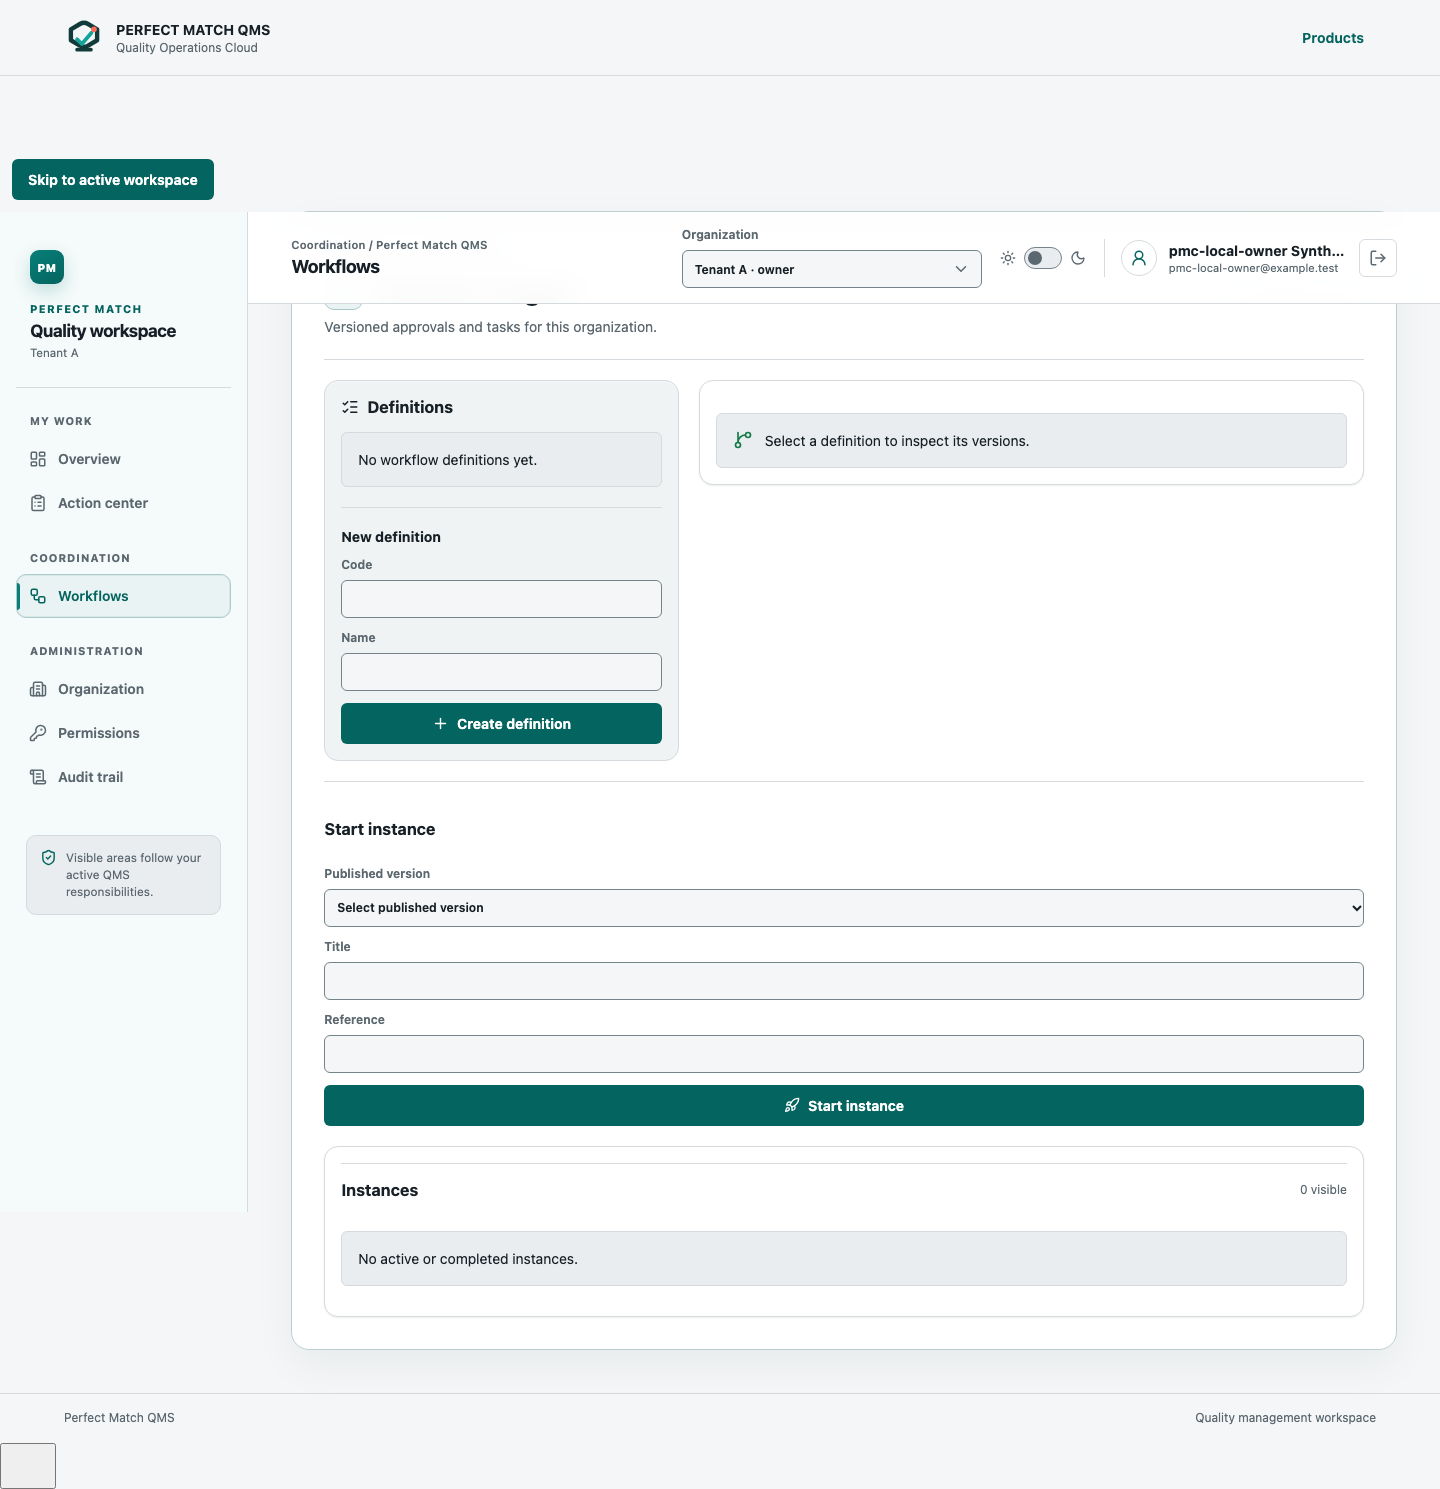 PERFECT MATCH QMS
Quality Operations Cloud
Products
Skip to active workspace
PM
PERFECT MATCH
Quality workspace
Tenant A
MY WORK
Overview
Action center
COORDINATION
Workflows
ADMINISTRATION
Organization
Permissions
Audit trail
Visible areas follow your
active QMS
responsibilities.
Coordination / Perfect Match QMS
Workflows
Organization
Tenant A · owner
pmc-local-owner Synth...
pmc-local-owner@example.test
Versioned approvals and tasks for this organization.
Definitions
No workflow definitions yet.
New definition
Code
Name
Create definition
Select a definition to inspect its versions.
Start instance
Published version
Select published version
Title
Reference
Start instance
Instances
0 visible
No active or completed instances.
Perfect Match QMS
Quality management workspace